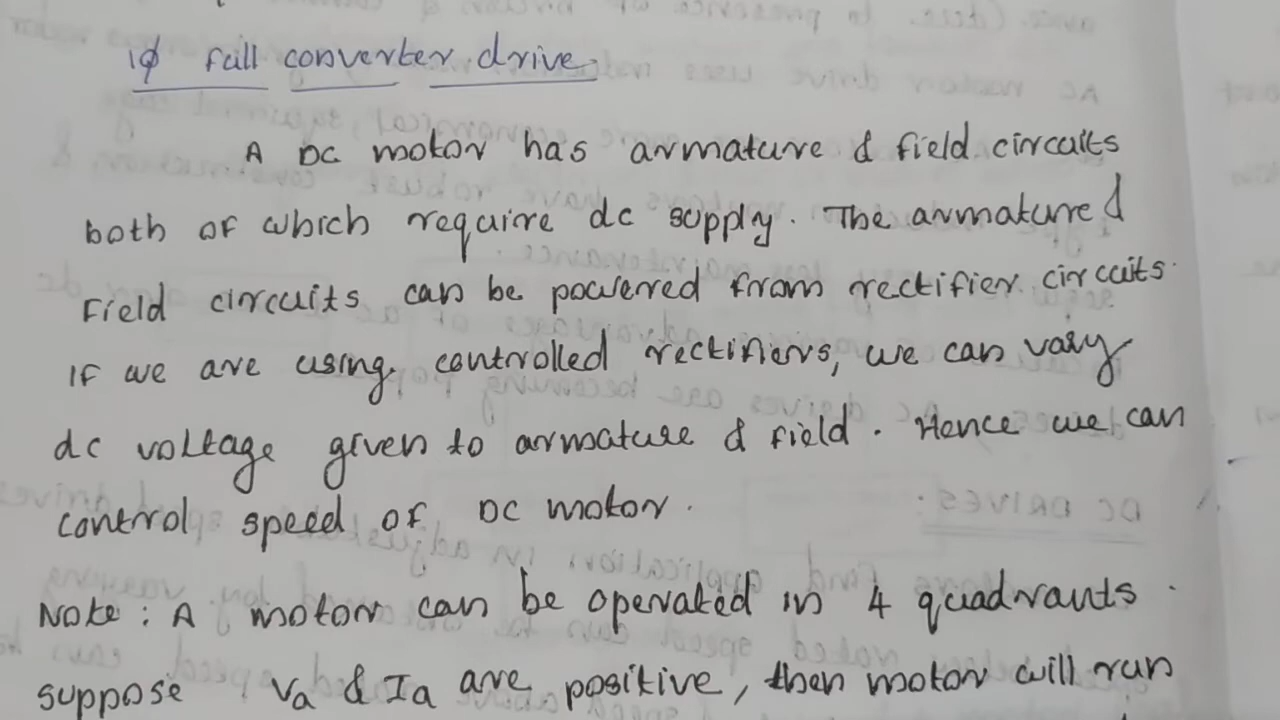 1ϕ full converter drive.
A DC motor has armature & field circuits
both of which require dc supply. The armature &
Field circuits can be powered from rectifier circuits.
IF we are using controlled rectifiers, we can vary
dc voltage given to armature & field. Hence we can
control speed of DC motor.
Note: A motor can be operated in 4 quadrants.
suppose Va & Ia are positive, then motor will run